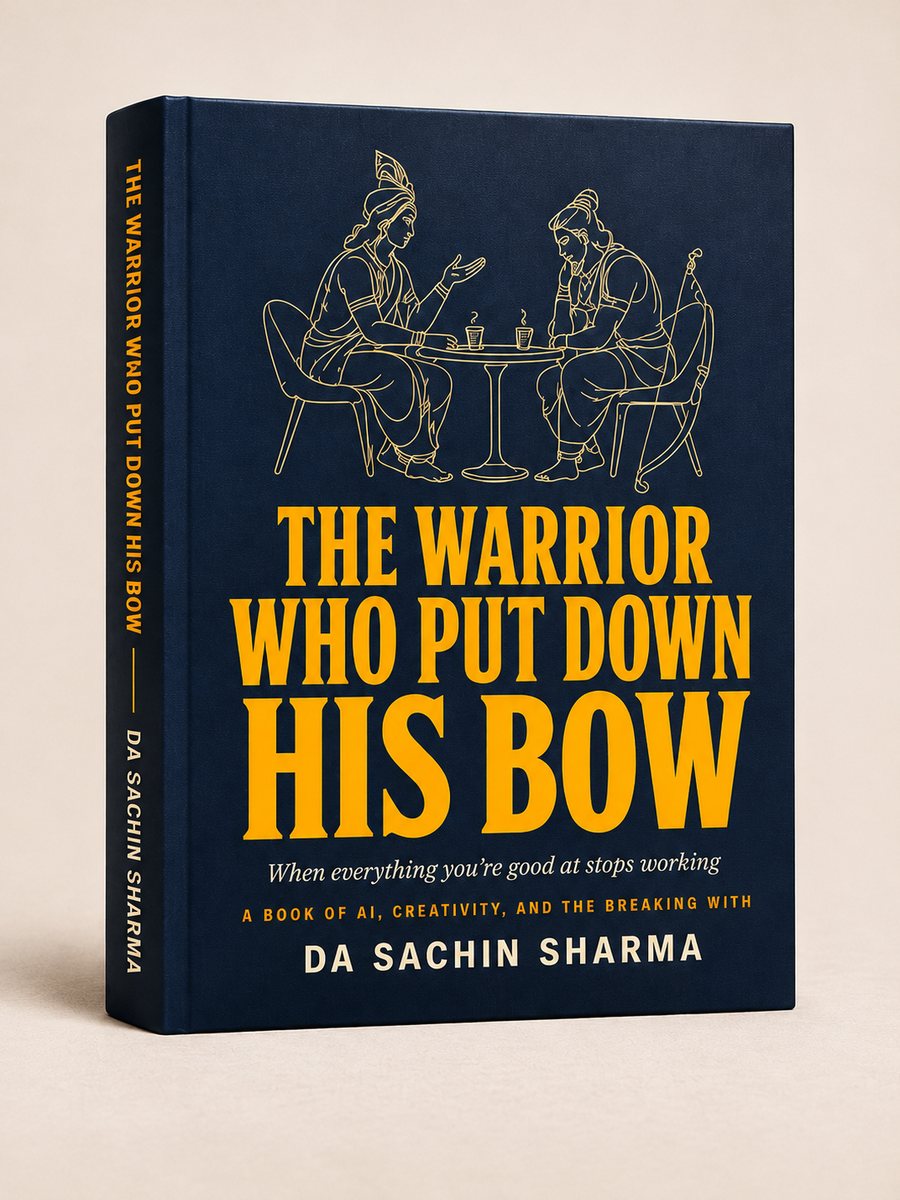 THE WARRIOR WHO PUT DOWN HIS BOW — DA SACHIN SHARMA
THE WARRIOR
WHO PUT DOWN
HIS BOW
When everything you're good at stops working
A BOOK OF AI, CREATIVITY, AND THE BREAKING WITH
DA SACHIN SHARMA